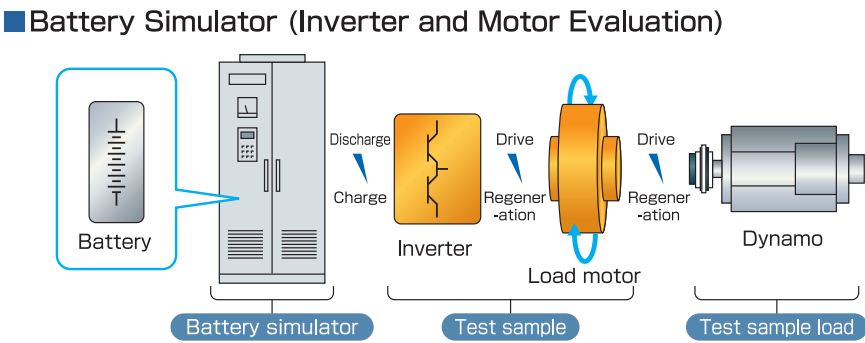 Battery Simulator (Inverter and Motor Evaluation)
Battery
Discharge
Charge
Inverter
Drive
Regener
-ation
Load motor
Drive
Regener
-ation
Dynamo
Battery simulator
Test sample
Test sample load